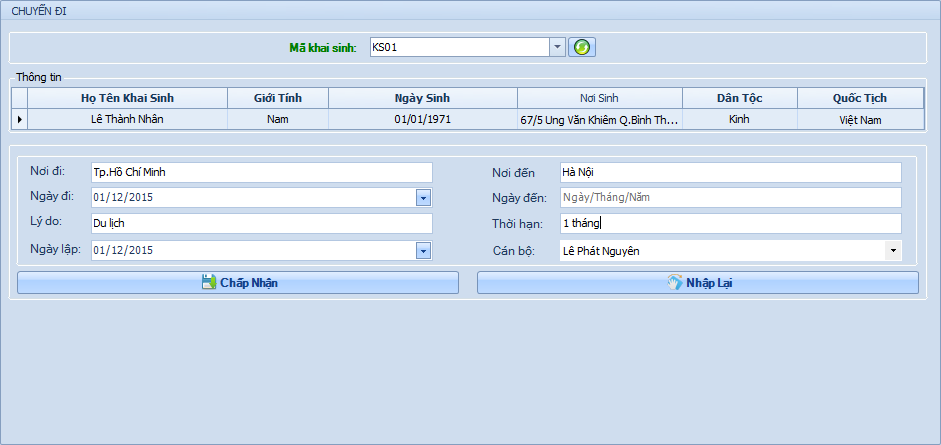 CHUYỂN ĐI
Mã khai sinh: KS01
Thông tin
Họ Tên Khai Sinh Giới Tính Ngày Sinh Nơi Sinh Dân Tộc Quốc Tịch
Lê Thành Nhân Nam 01/01/1971 67/5 Ung Văn Khiêm Q.Bình Th... Kinh Việt Nam
Nơi đi: Tp.Hồ Chí Minh Nơi đến Hà Nội
Ngày đi: 01/12/2015 Ngày đến: Ngày/Tháng/Năm
Lý do: Du lịch Thời hạn: 1 tháng
Ngày lập: 01/12/2015 Cán bộ: Lê Phát Nguyên
Chấp Nhận Nhập Lại